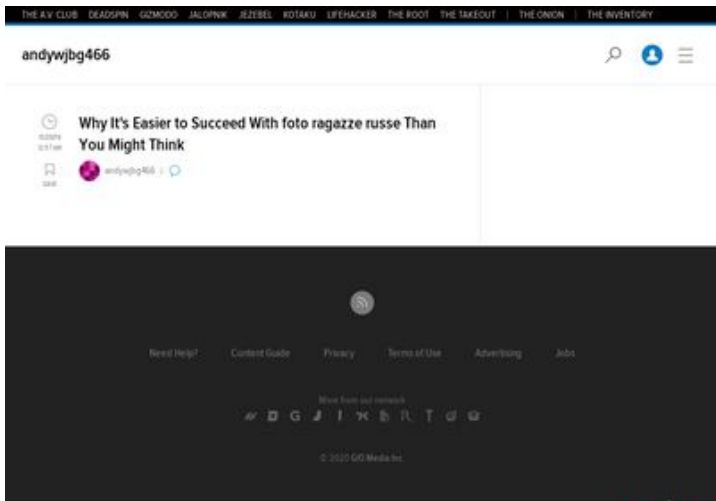 THE A.V. CLUB DEADSPIN GIZMODO JALOPNIK JEZEBEL KOTAKU LIFEHACKER THE ROOT THE TAKEOUT | THE ONION | THE INVENTORY
andywjbg466
Why It's Easier to Succeed With foto ragazze russe Than
You Might Think
andywjbg466
Need Help? Content Guide Privacy Terms of Use Advertising Jobs
More from our network
© 2020 G/O Media Inc.